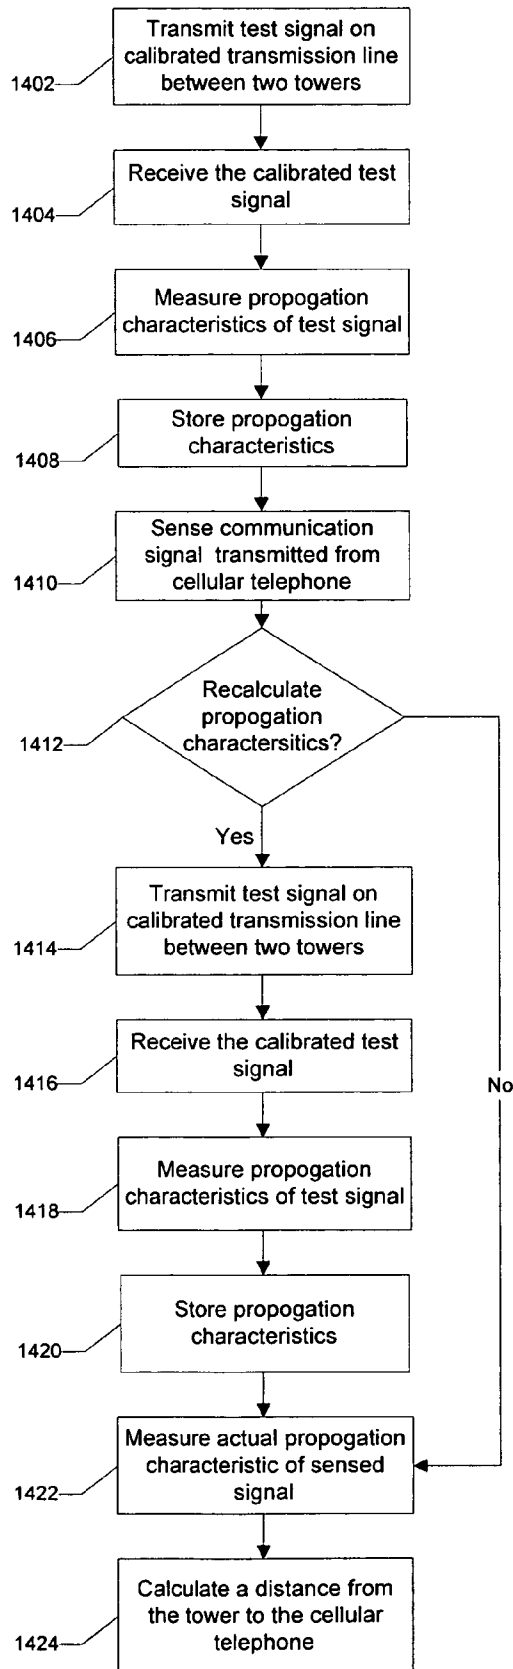 Transmit test signal on
calibrated transmission line
between two towers
1402
Receive the calibrated test
signal
1404
Measure propogation
characteristics of test signal
1406
Store propogation
characteristics
1408
Sense communication
signal transmitted from
cellular telephone
1410
Recalculate
propogation
charactersitics?
1412
Yes
Transmit test signal on
calibrated transmission line
between two towers
1414
Receive the calibrated test
signal
1416
No
Measure propogation
characteristics of test signal
1418
Store propogation
characteristics
1420
Measure actual propogation
characteristic of sensed
signal
1422
Calculate a distance from
the tower to the cellular
telephone
1424